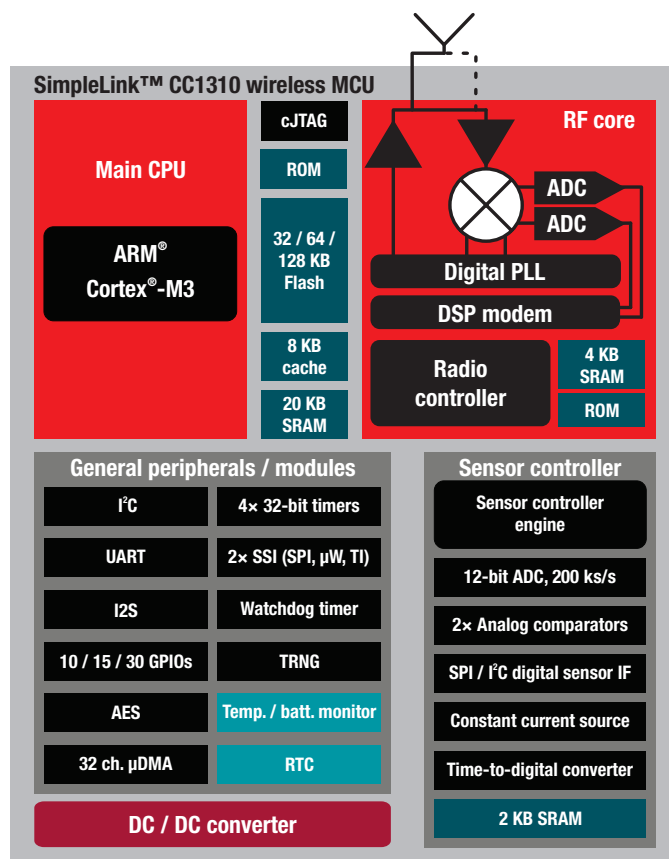 SimpleLink™ CC1310 wireless MCU
Main CPU
ARM®
Cortex®-M3
cJTAG
ROM
32 / 64 /
128 KB
Flash
8 KB
cache
20 KB
SRAM
RF core
ADC
ADC
Digital PLL
DSP modem
Radio
controller
4 KB
SRAM
ROM
General peripherals / modules
I²C
4× 32-bit timers
UART
2× SSI (SPI, µW, TI)
I2S
Watchdog timer
10 / 15 / 30 GPIOs
TRNG
AES
Temp. / batt. monitor
32 ch. µDMA
RTC
DC / DC converter
Sensor controller
Sensor controller
engine
12-bit ADC, 200 ks/s
2× Analog comparators
SPI / I²C digital sensor IF
Constant current source
Time-to-digital converter
2 KB SRAM